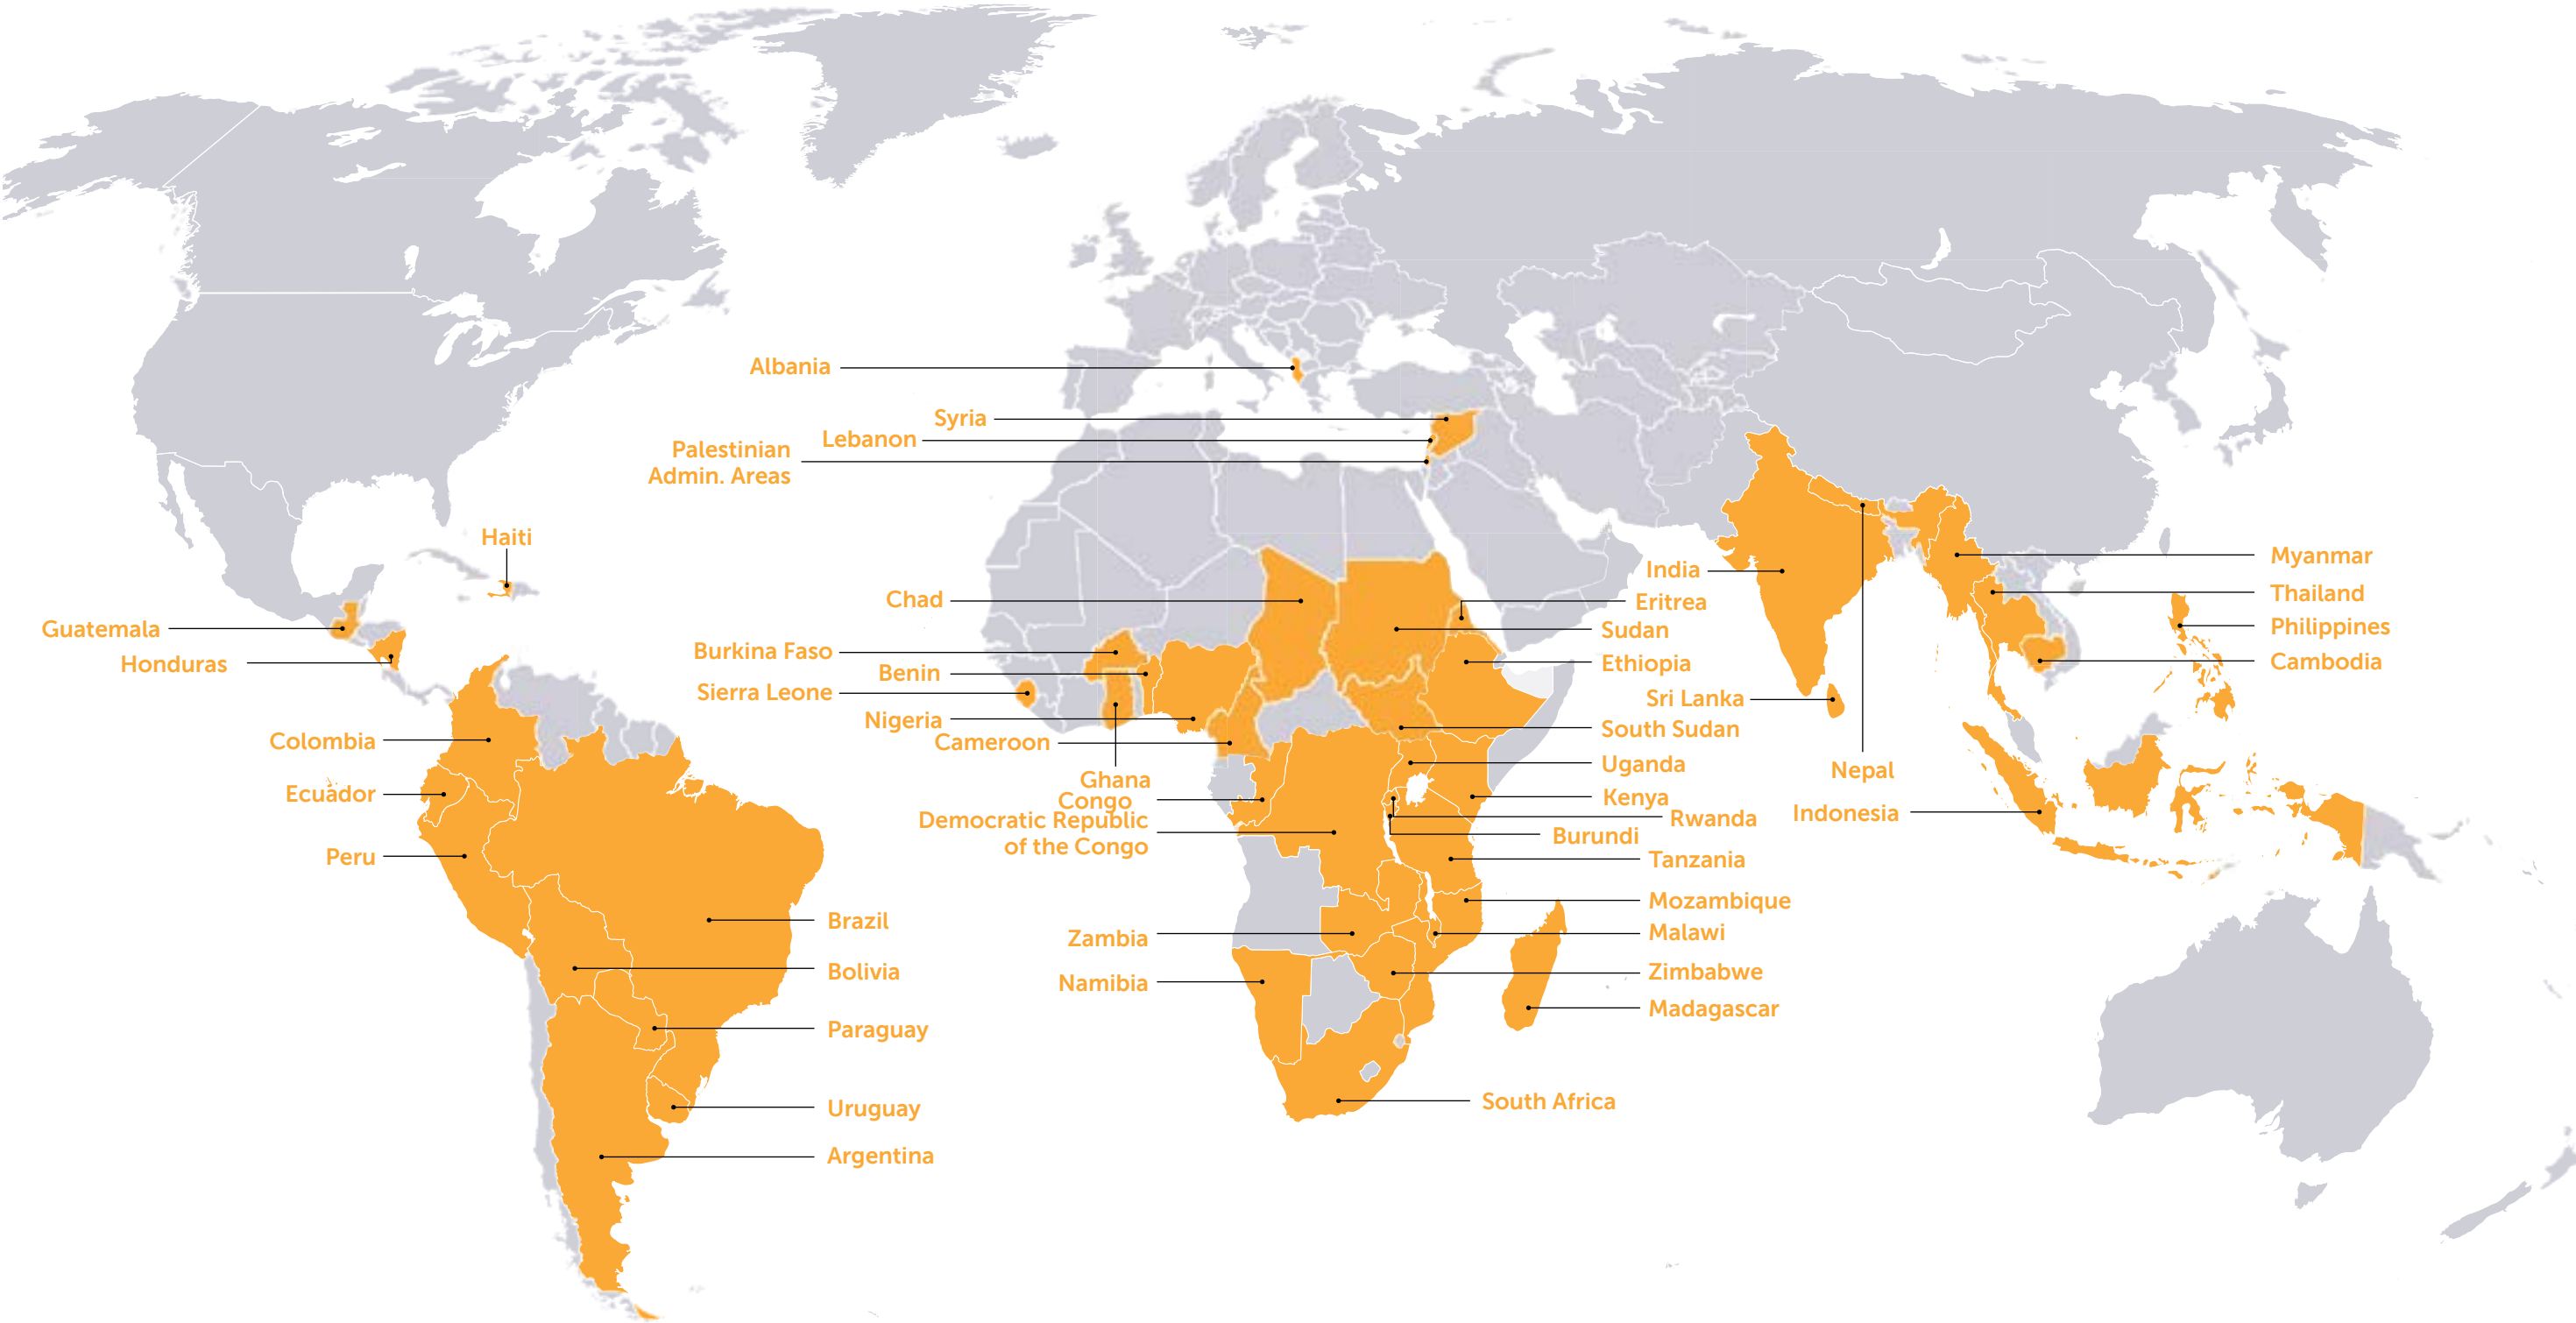 Albania
Syria
Lebanon
Palestinian
Admin. Areas
Haiti
Guatemala
Honduras
Colombia
Ecuador
Peru
Brazil
Bolivia
Paraguay
Uruguay
Argentina
Chad
Burkina Faso
Benin
Sierra Leone
Nigeria
Cameroon
Ghana
Congo
Democratic Republic
of the Congo
Zambia
Namibia
India
Eritrea
Sudan
Ethiopia
Sri Lanka
South Sudan
Uganda
Nepal
Kenya
Rwanda
Indonesia
Burundi
Tanzania
Mozambique
Malawi
Zimbabwe
Madagascar
South Africa
Myanmar
Thailand
Philippines
Cambodia